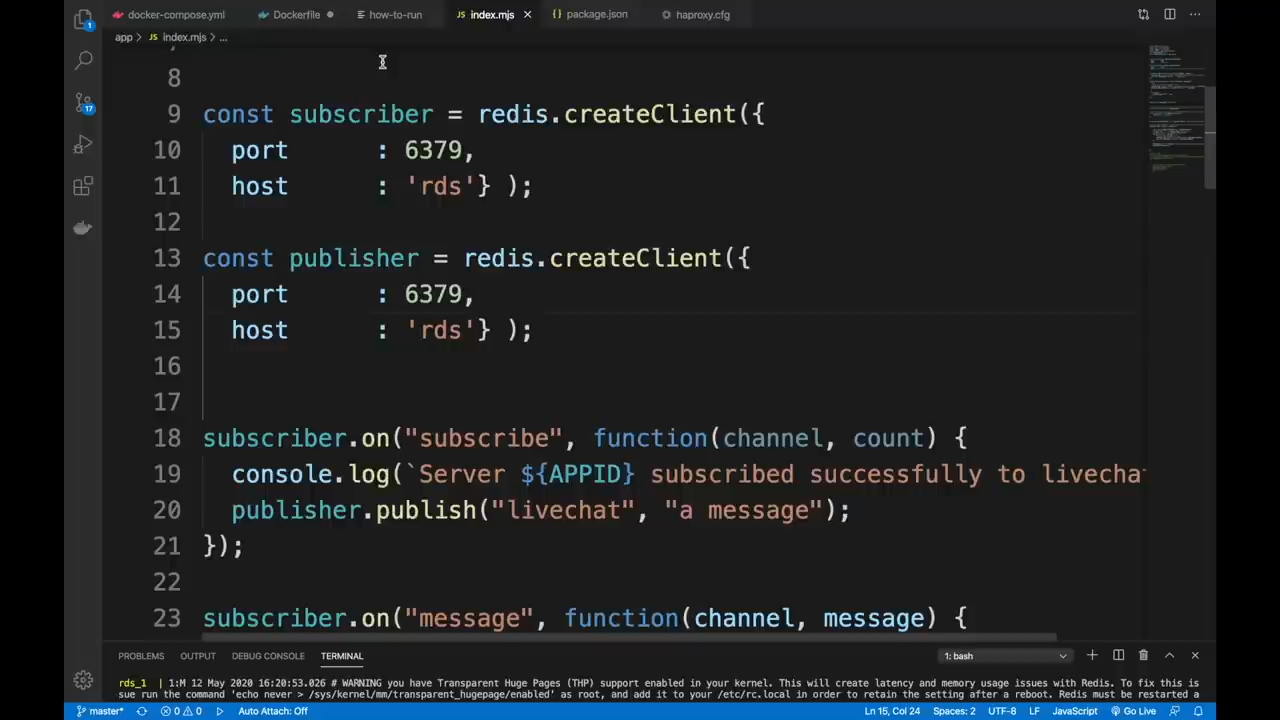 docker-compose.yml Dockerfile how-to-run JS index.mjs {} package.json haproxy.cfg
app > JS index.mjs > ...
8
9 const subscriber = redis.createClient({
10 port : 6379,
11 host : 'rds'} );
12
13 const publisher = redis.createClient({
14 port : 6379,
15 host : 'rds'} );
16
17
18 subscriber.on("subscribe", function(channel, count) {
19 console.log(`Server ${APPID} subscribed successfully to livecha
20 publisher.publish("livechat", "a message");
21 });
22
23 subscriber.on("message", function(channel, message) {
1
17
PROBLEMS OUTPUT DEBUG CONSOLE TERMINAL 1: bash
rds_1 | 1:M 12 May 2020 16:20:53.026 # WARNING you have Transparent Huge Pages (THP) support enabled in your kernel. This will create latency and memory usage issues with Redis. To fix this is
sue run the command 'echo never > /sys/kernel/mm/transparent_hugepage/enabled' as root, and add it to your /etc/rc.local in order to retain the setting after a reboot. Redis must be restarted a
master* 0 0 Auto Attach: Off Ln 15, Col 24 Spaces: 2 UTF-8 LF JavaScript Go Live